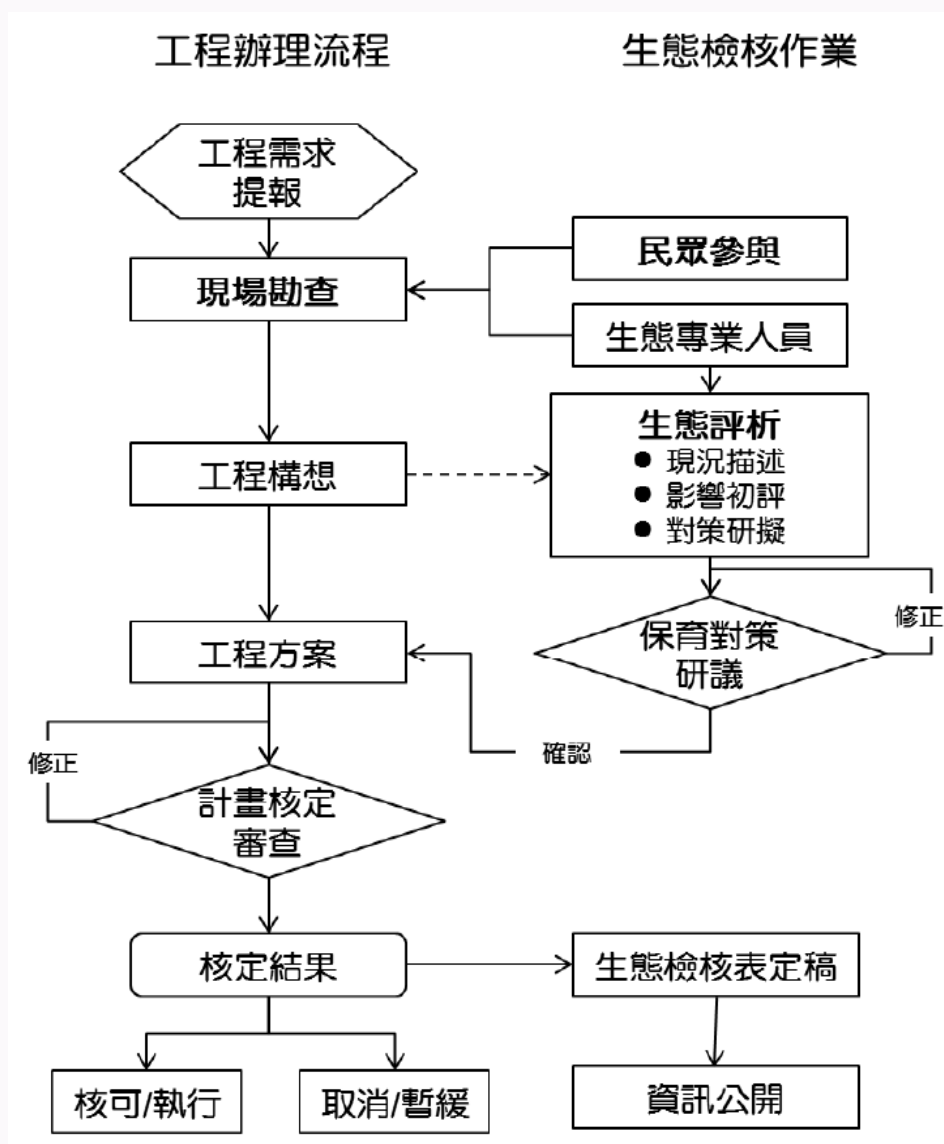 工程辦理流程
生態檢核作業
工程需求
提報
民眾參與
現場勘查
生態專業人員
生態評析
● 現況描述
● 影響初評
● 對策研擬
工程構想
修正
保育對策
研議
工程方案
確認
修正
計畫核定
審查
核定結果
生態檢核表定稿
核可/執行
取消/暫緩
資訊公開